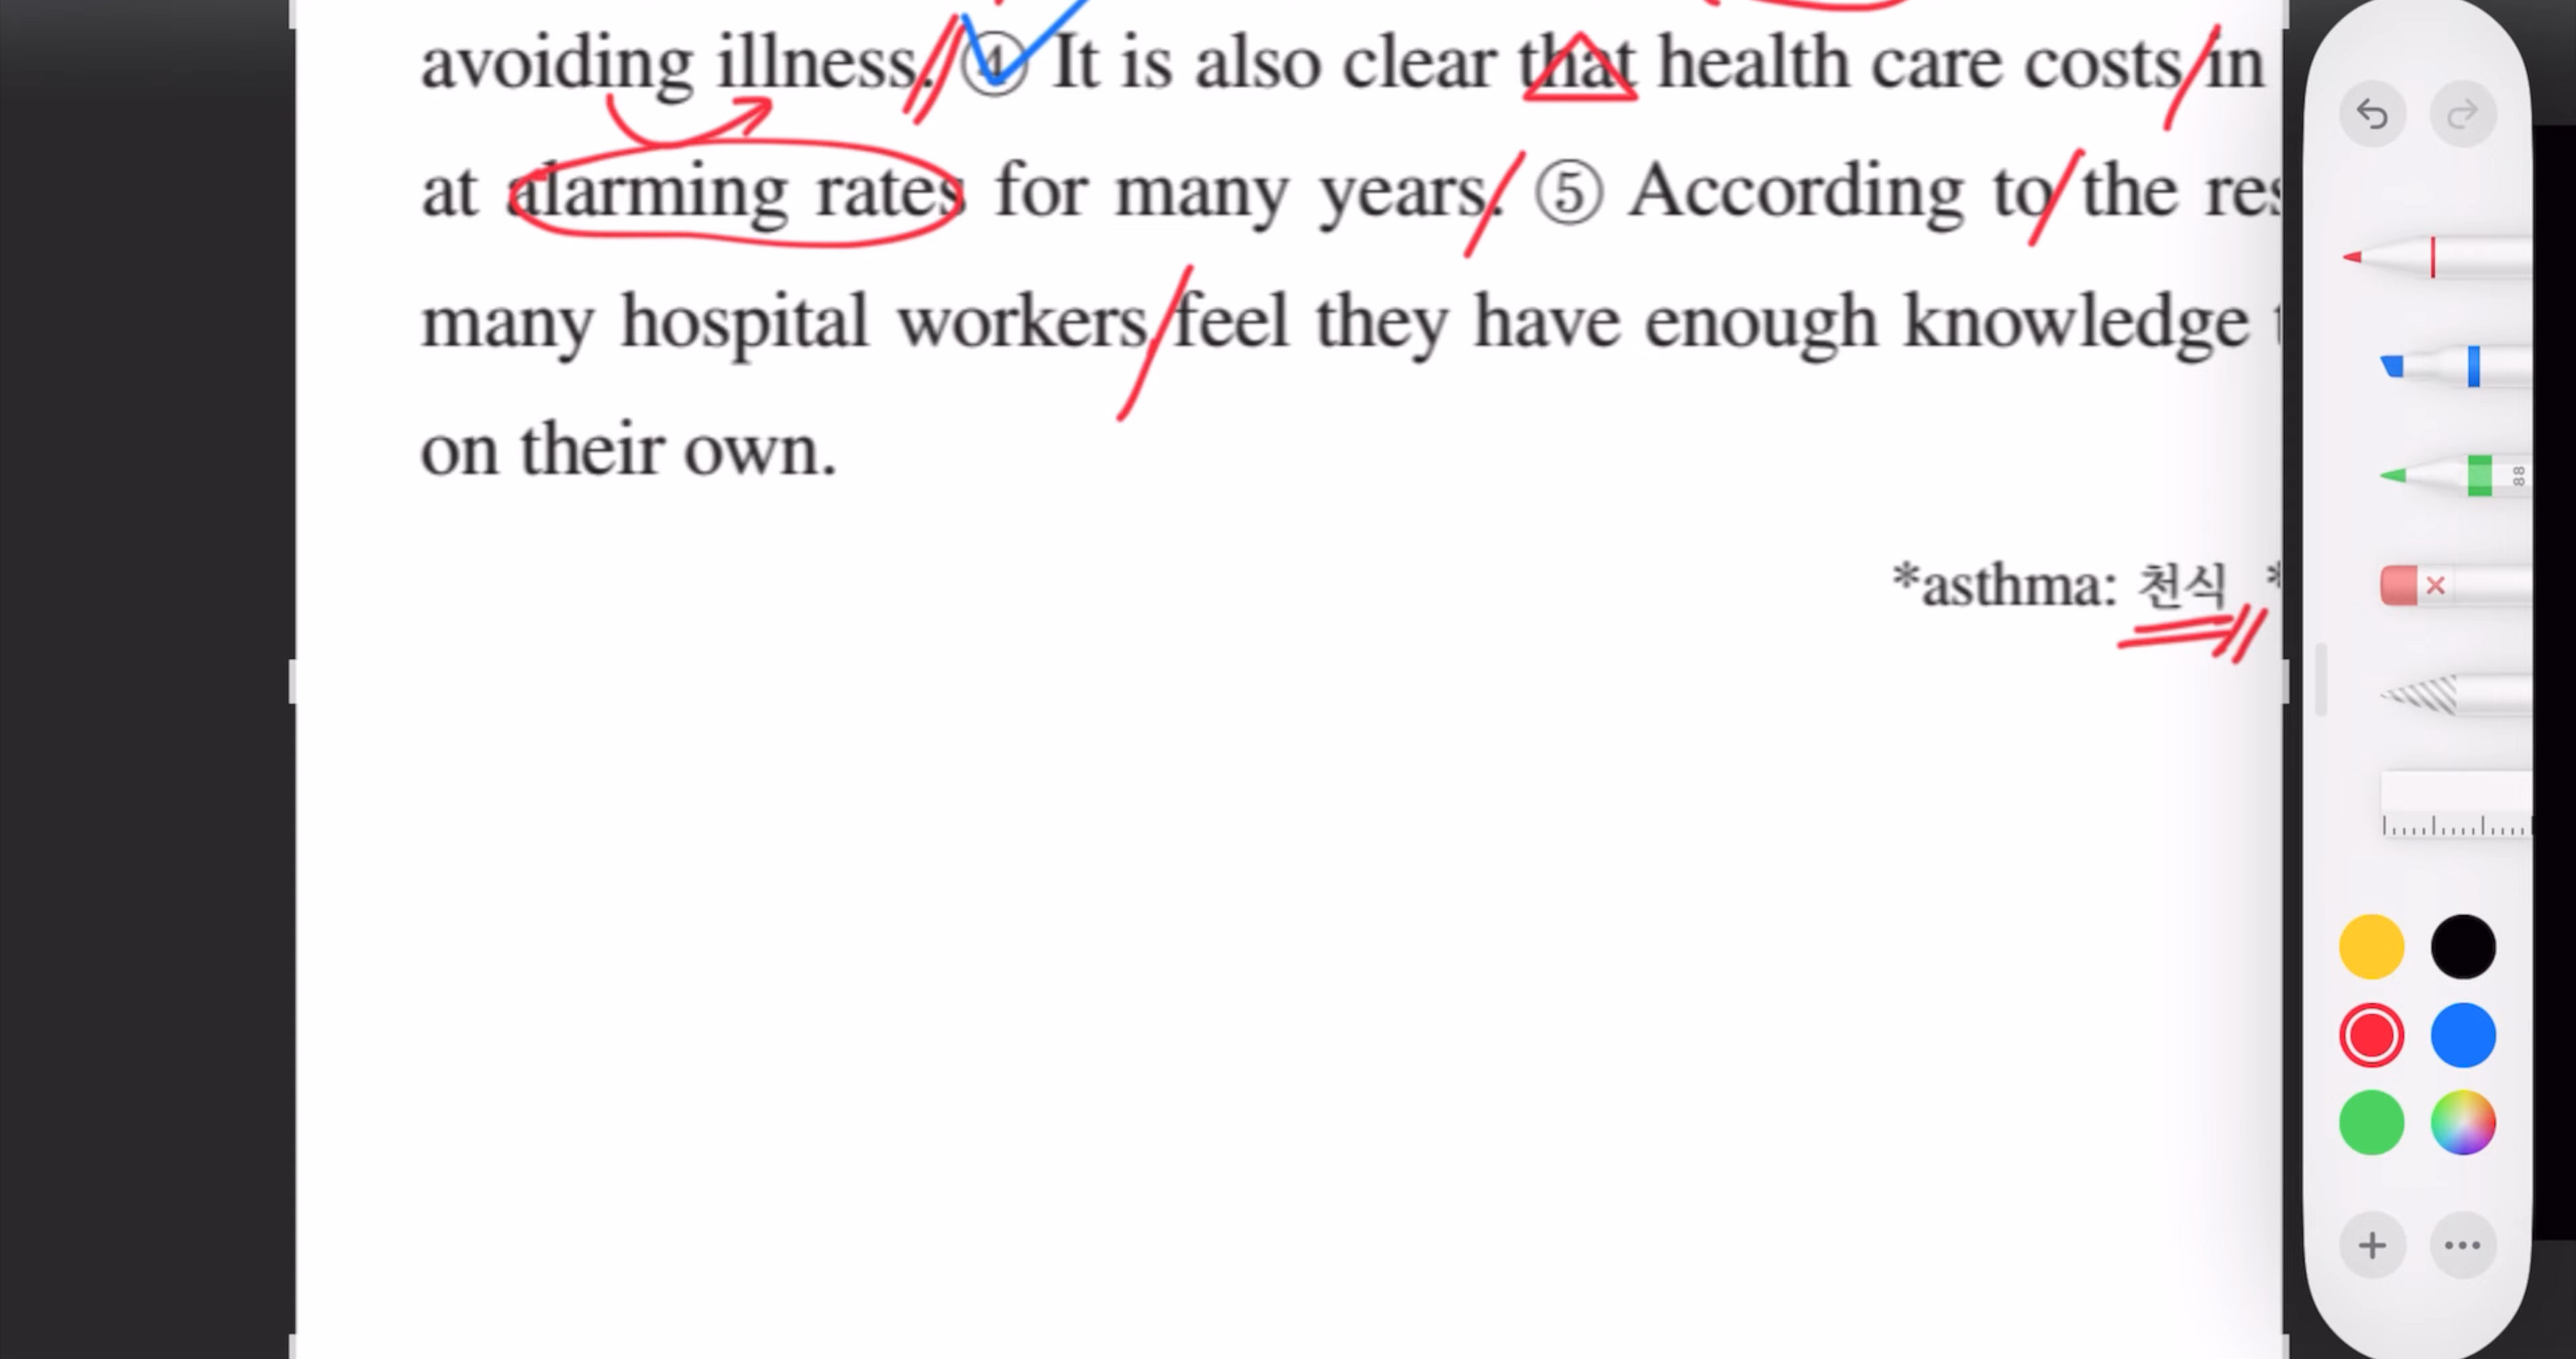 avoiding illness. ④ It is also clear that health care costs in
at alarming rates for many years. ⑤ According to the
many hospital workers feel they have enough knowledge
on their own.
*asthma: 천식 *
88